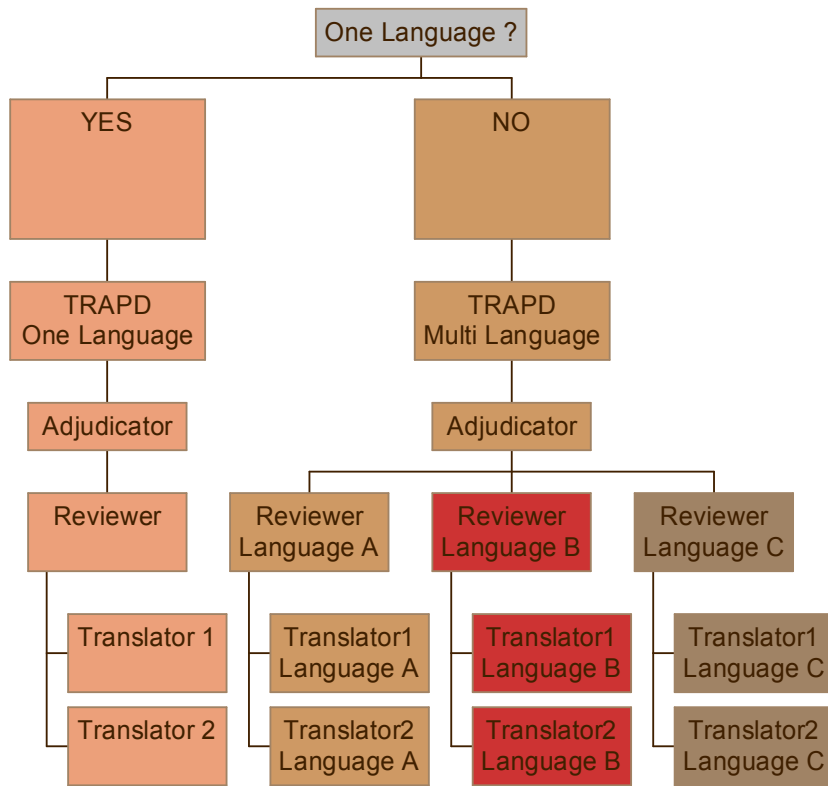 One Language ?
YES
NO
TRAPD
One Language
TRAPD
Multi Language
Adjudicator
Adjudicator
Reviewer
Reviewer
Language A
Reviewer
Language B
Reviewer
Language C
Translator 1
Translator1
Language A
Translator1
Language B
Translator1
Language C
Translator 2
Translator2
Language A
Translator2
Language B
Translator2
Language C